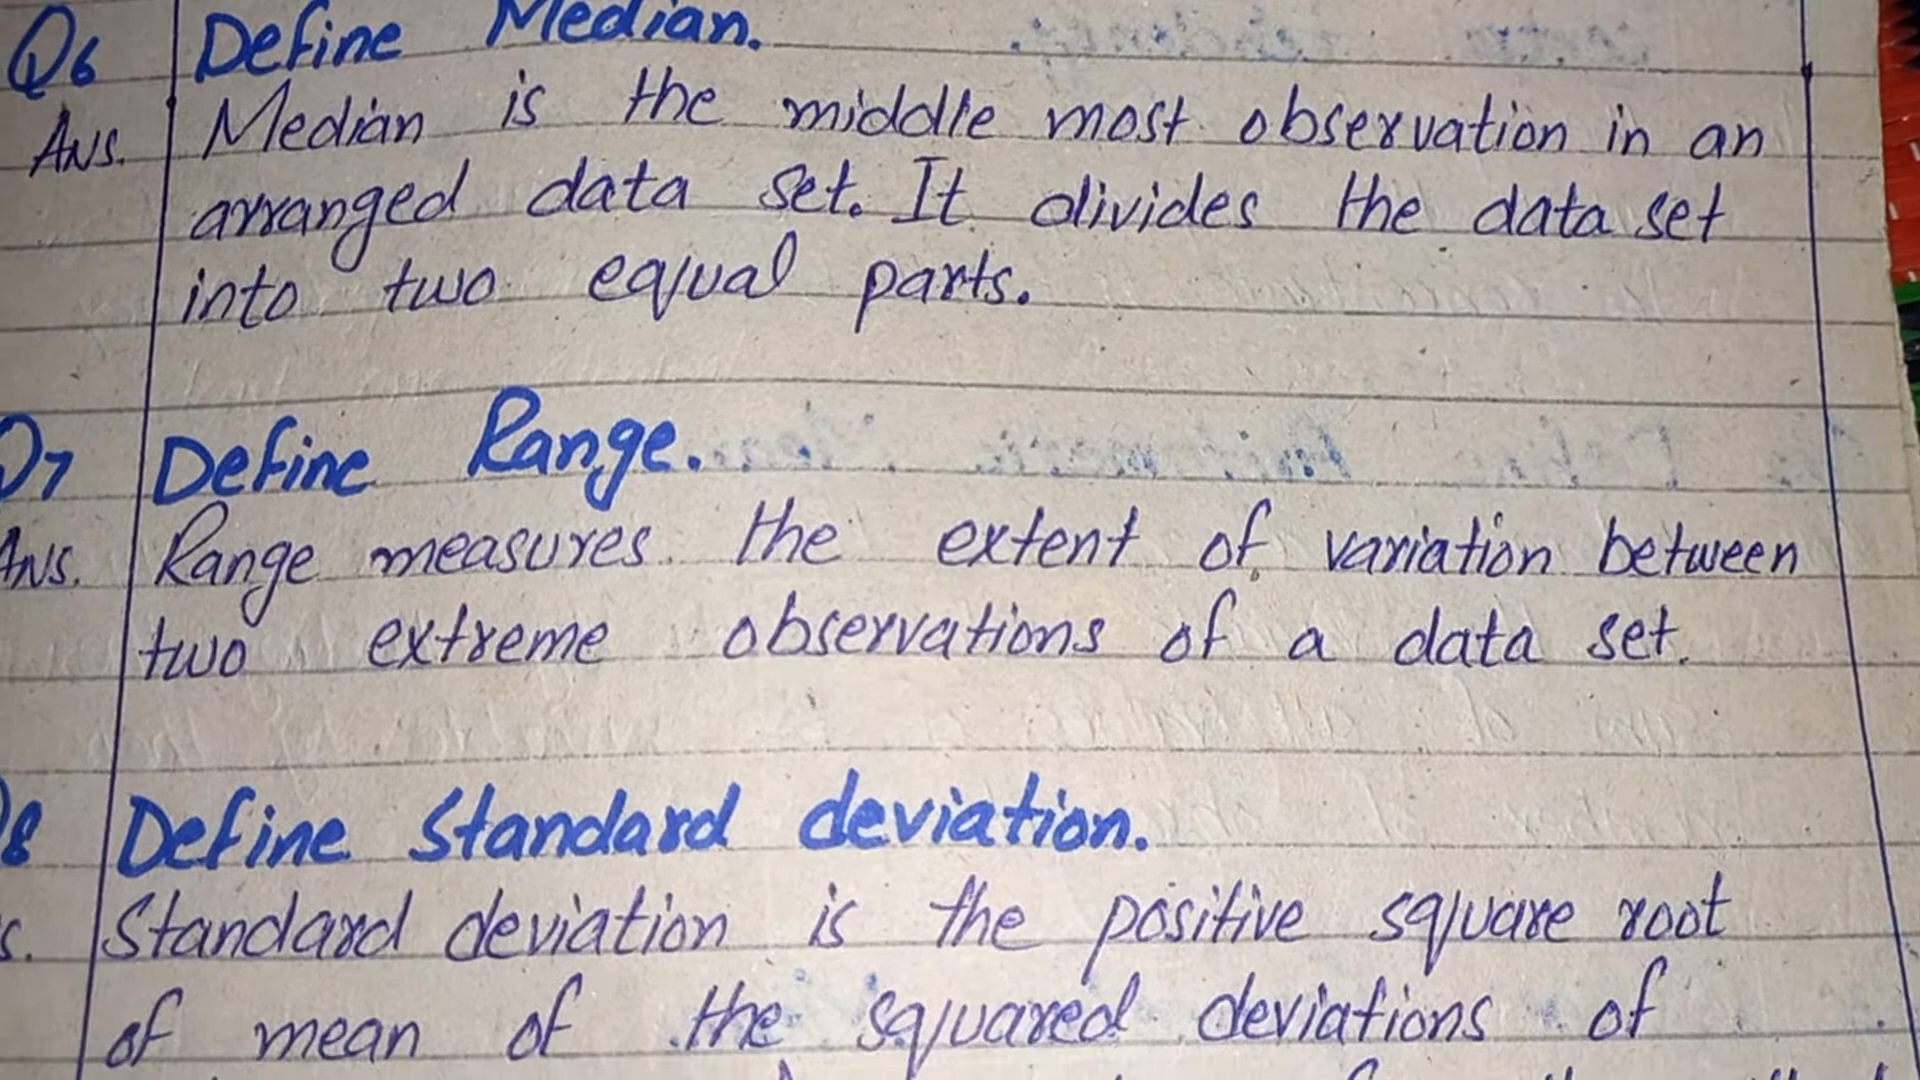 Q6 Define Median.
Ans. Median is the middle most observation in an
arranged data set. It divides the data set
into two equal parts.
Q7 Define Range.
Ans. Range measures the extent of variation between
two extreme observations of a data set.
8 Define Standard deviation.
s. Standard deviation is the positive square root
of mean of the squared deviations of